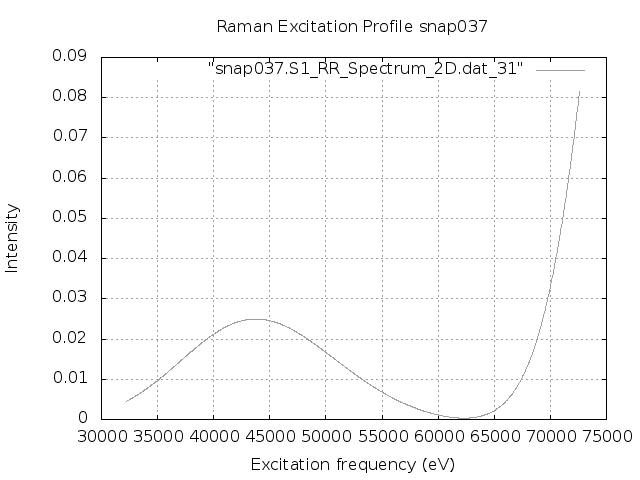 Raman Excitation Profile snap037
"snap037.S1_RR_Spectrum_2D.dat_31"
0.09
0.08
0.07
0.06
0.05
0.04
0.03
0.02
0.01
0
Intensity
30000 35000 40000 45000 50000 55000 60000 65000 70000 75000
Excitation frequency (eV)